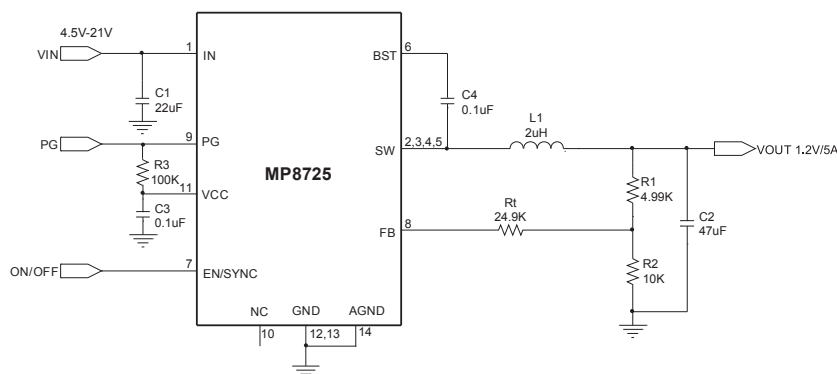 4.5V-21V
VIN
1
IN
C1
22uF
PG
9
PG
R3
100K
11
VCC
C3
0.1uF
ON/OFF
7
EN/SYNC
MP8725
NC
10
GND
12,13
AGND
14
BST
6
C4
0.1uF
SW
2,3,4,5
L1
2uH
VOUT 1.2V/5A
R1
4.99K
C2
47uF
FB
8
Rt
24.9K
R2
10K